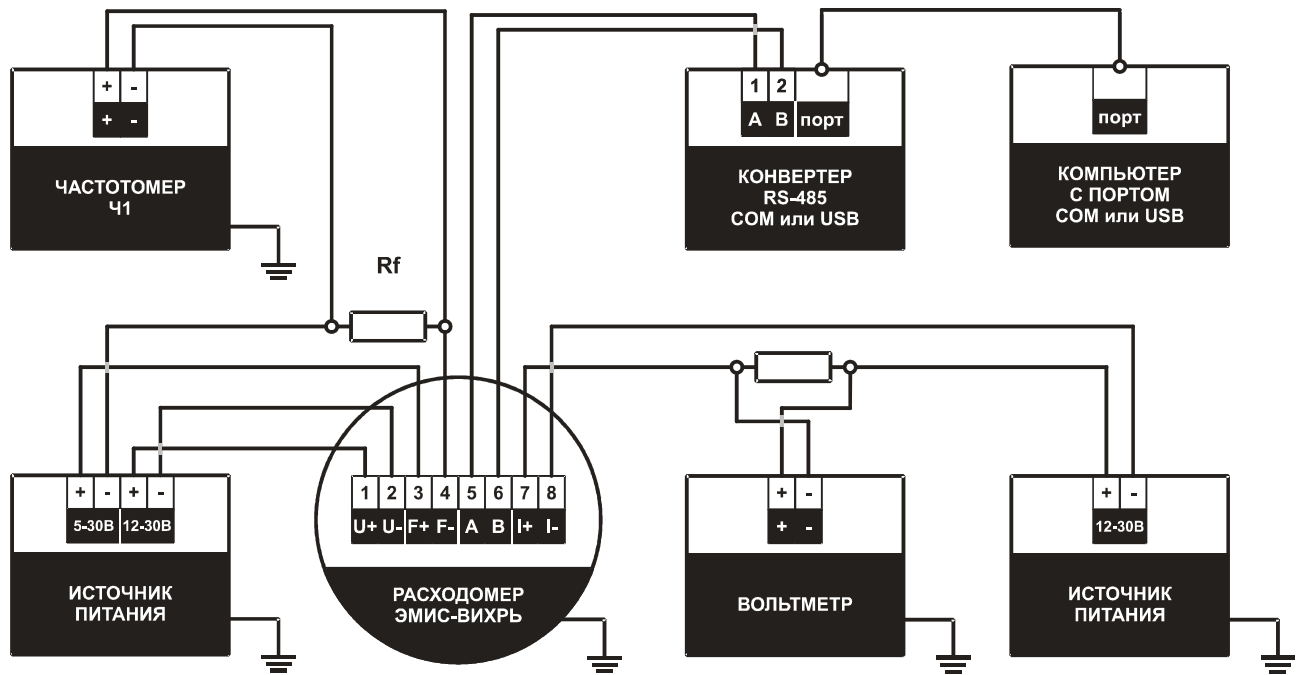 + -
+ -
ЧАСТОТОМЕР
Ч1
1 2
A B порт
КОНВЕРТЕР
RS-485
COM или USB
порт
КОМПЬЮТЕР
С ПОРТОМ
COM или USB
Rf
+ - + -
5-30В 12-30В
ИСТОЧНИК
ПИТАНИЯ
1 2 3 4 5 6 7 8
U+ U- F+ F- A B I+ I-
РАСХОДОМЕР
ЭМИС-ВИХРЬ
+ -
+ -
ВОЛЬТМЕТР
+ -
12-30В
ИСТОЧНИК
ПИТАНИЯ